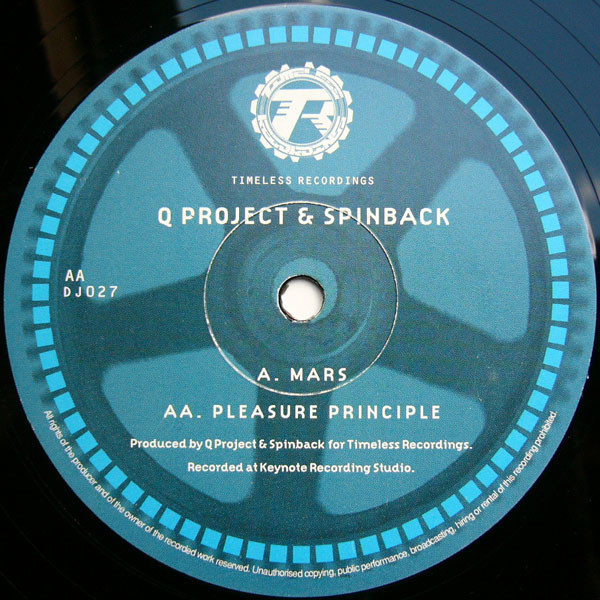 TR
TIMELESS RECORDINGS
Q PROJECT & SPINBACK
AA
DJ027
A. MARS
AA. PLEASURE PRINCIPLE
Produced by Q Project & Spinback for Timeless Recordings.
Recorded at Keynote Recording Studio.
All rights of the producer and of the owner of the recorded work reserved. Unauthorised copying, public performance, broadcasting, hiring or rental of this recording prohibited.